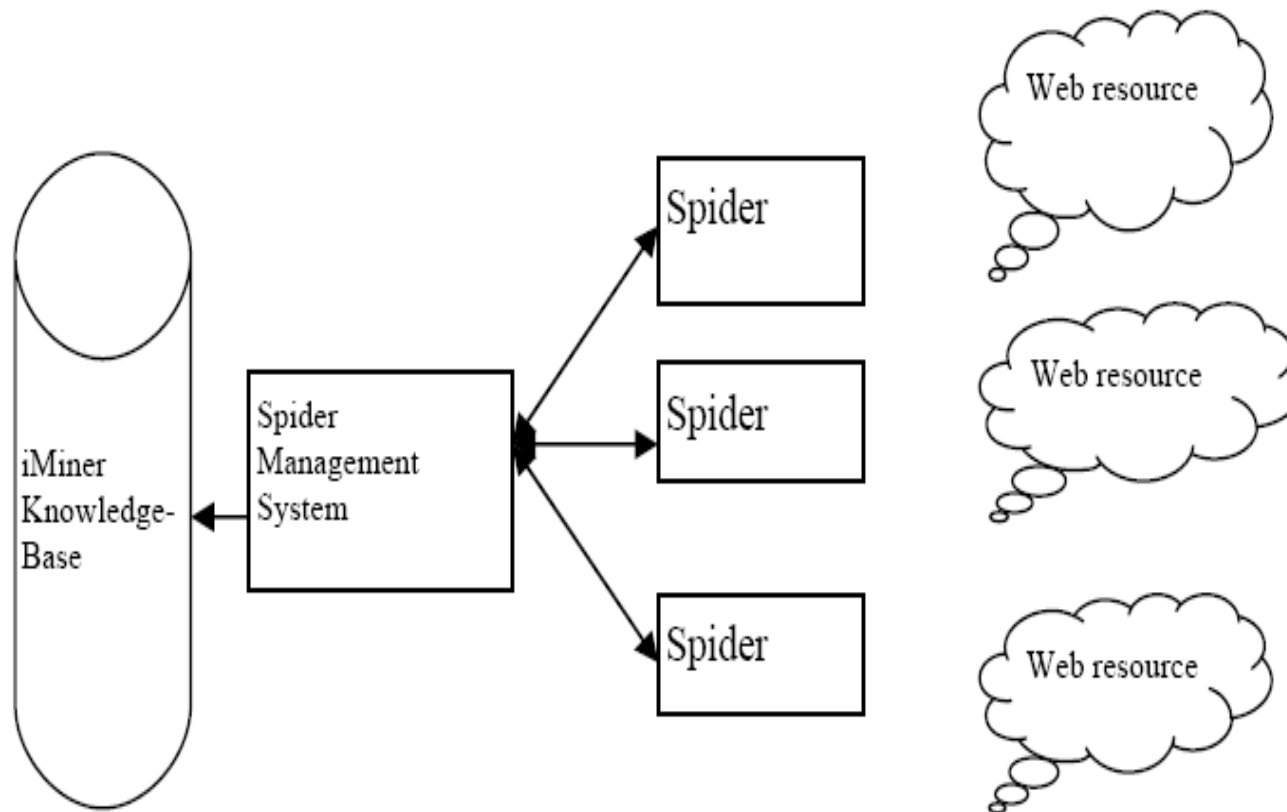 Web resource
Spider
Web resource
Spider
Spider
Management
System
iMiner
Knowledge-
Base
Spider
Web resource